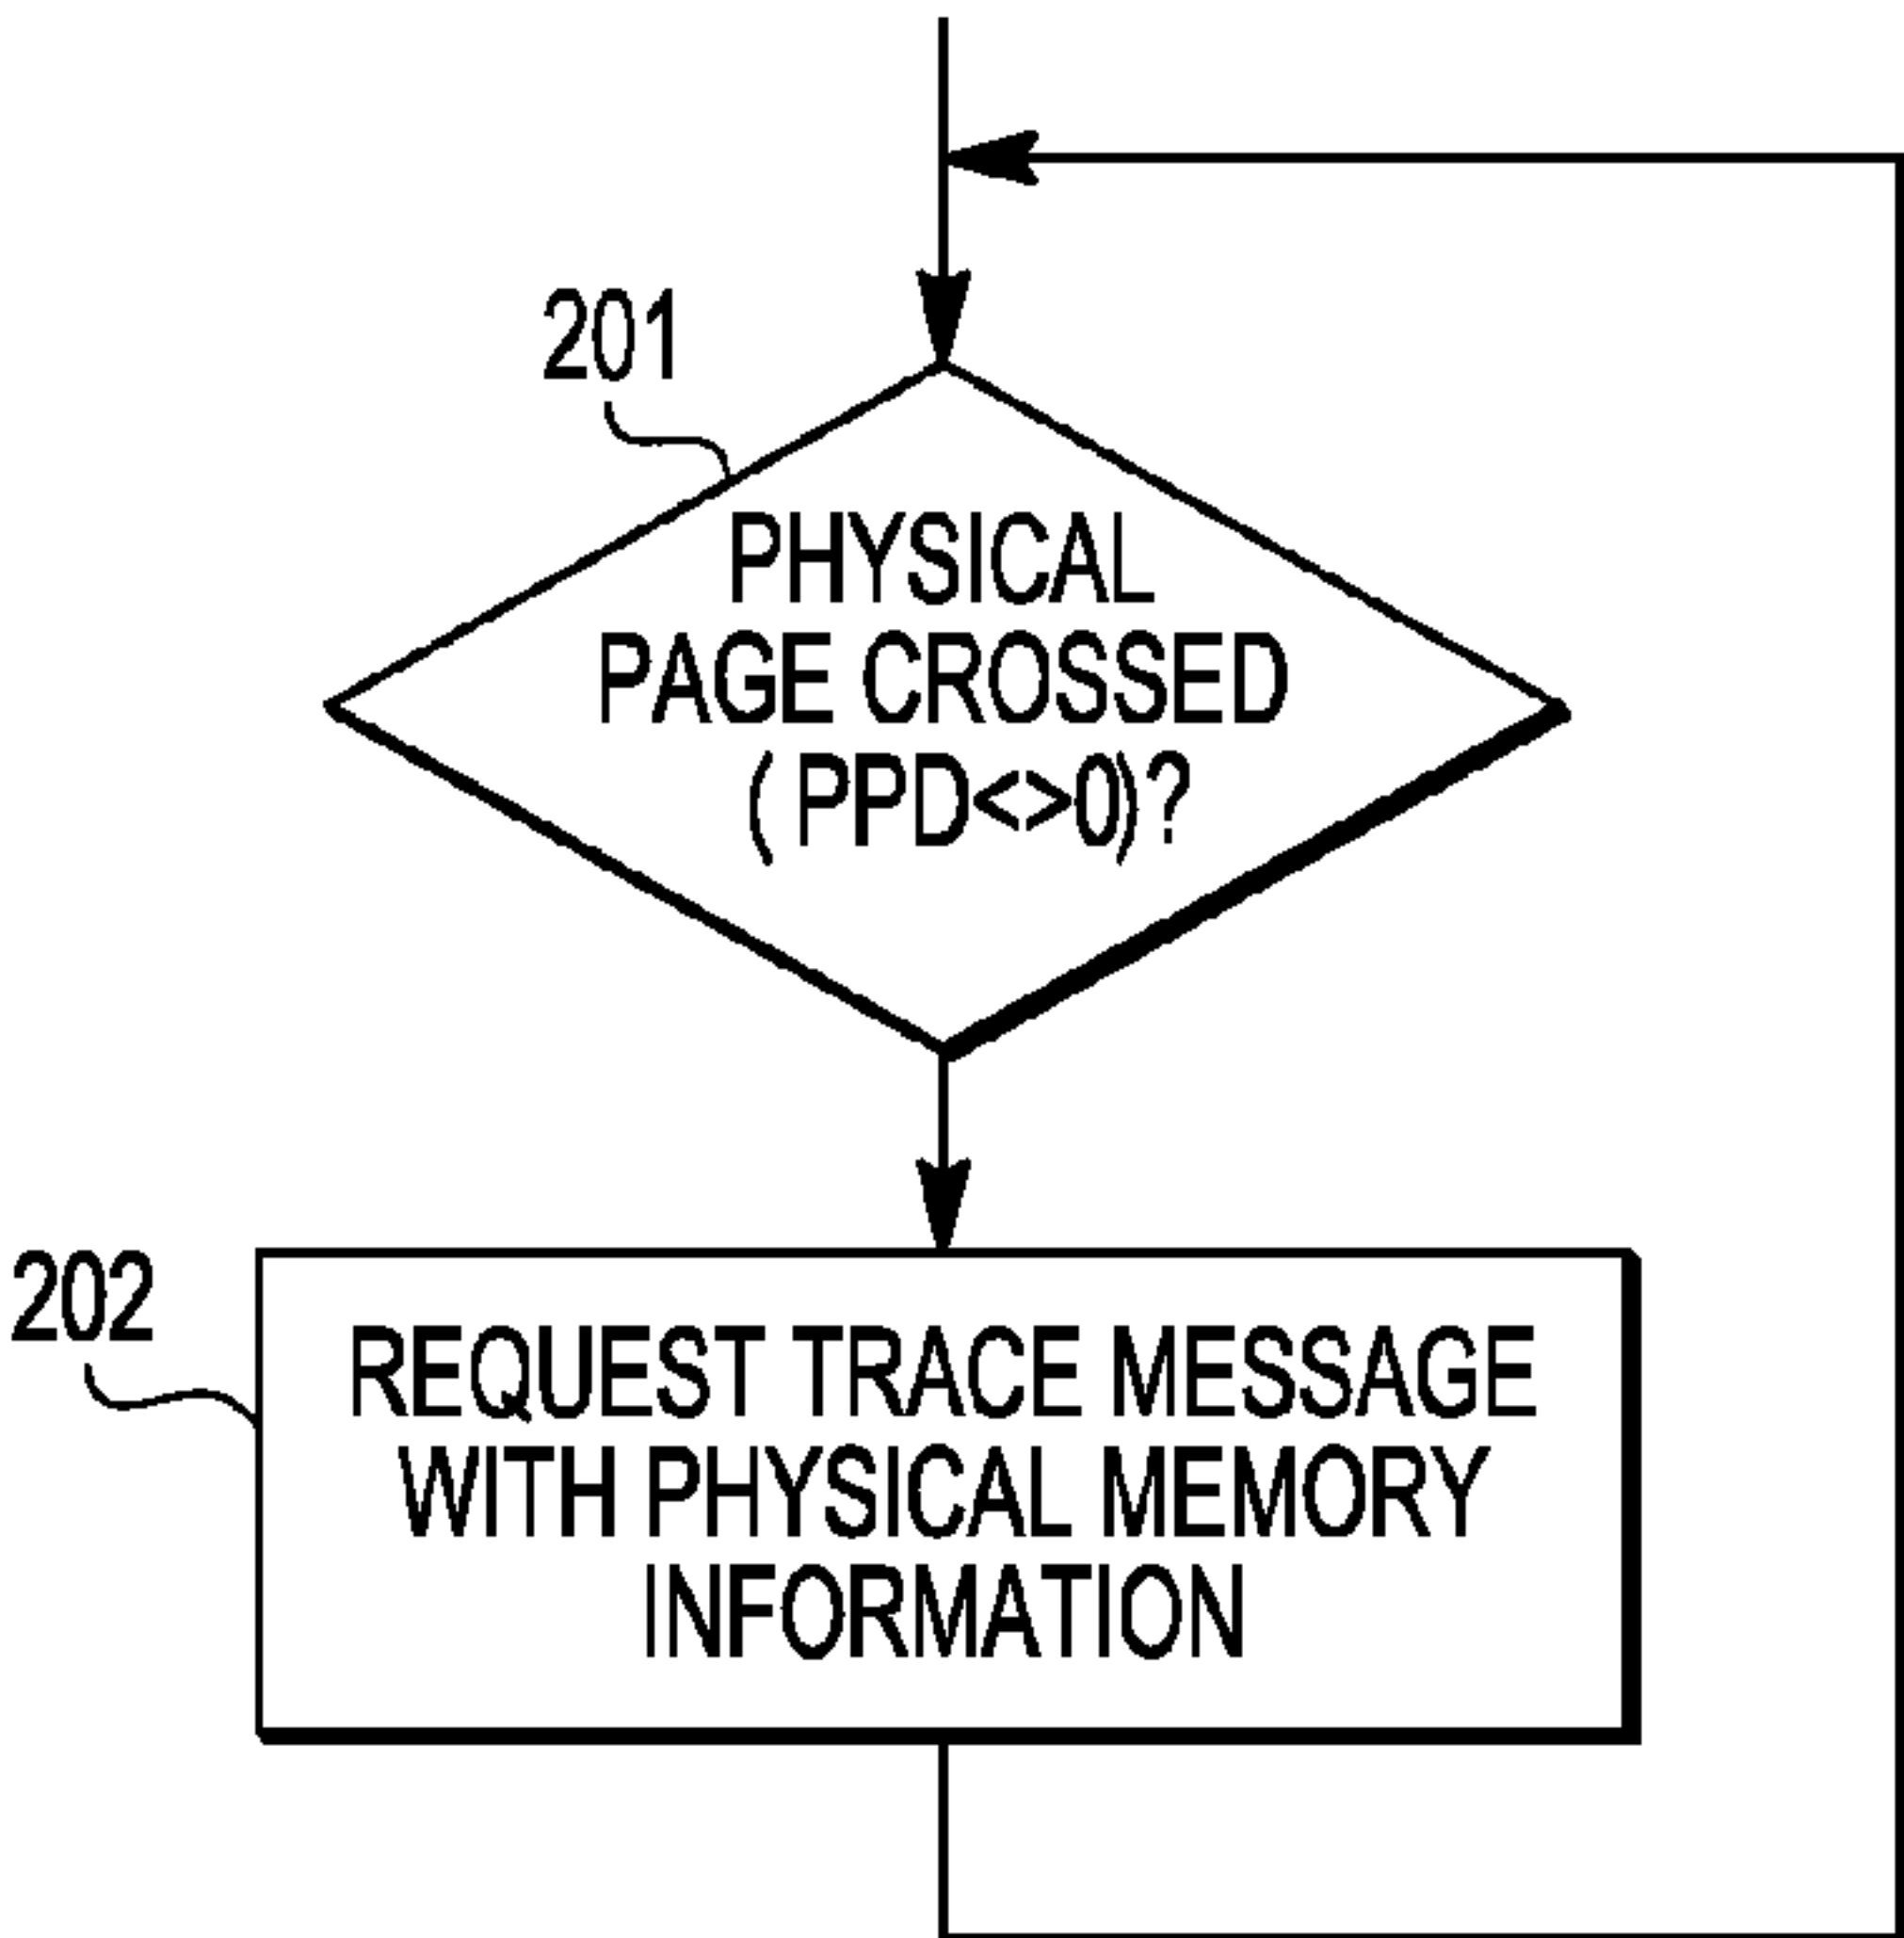 201
PHYSICAL
PAGE CROSSED
(PPD<>0)?
202
REQUEST TRACE MESSAGE
WITH PHYSICAL MEMORY
INFORMATION